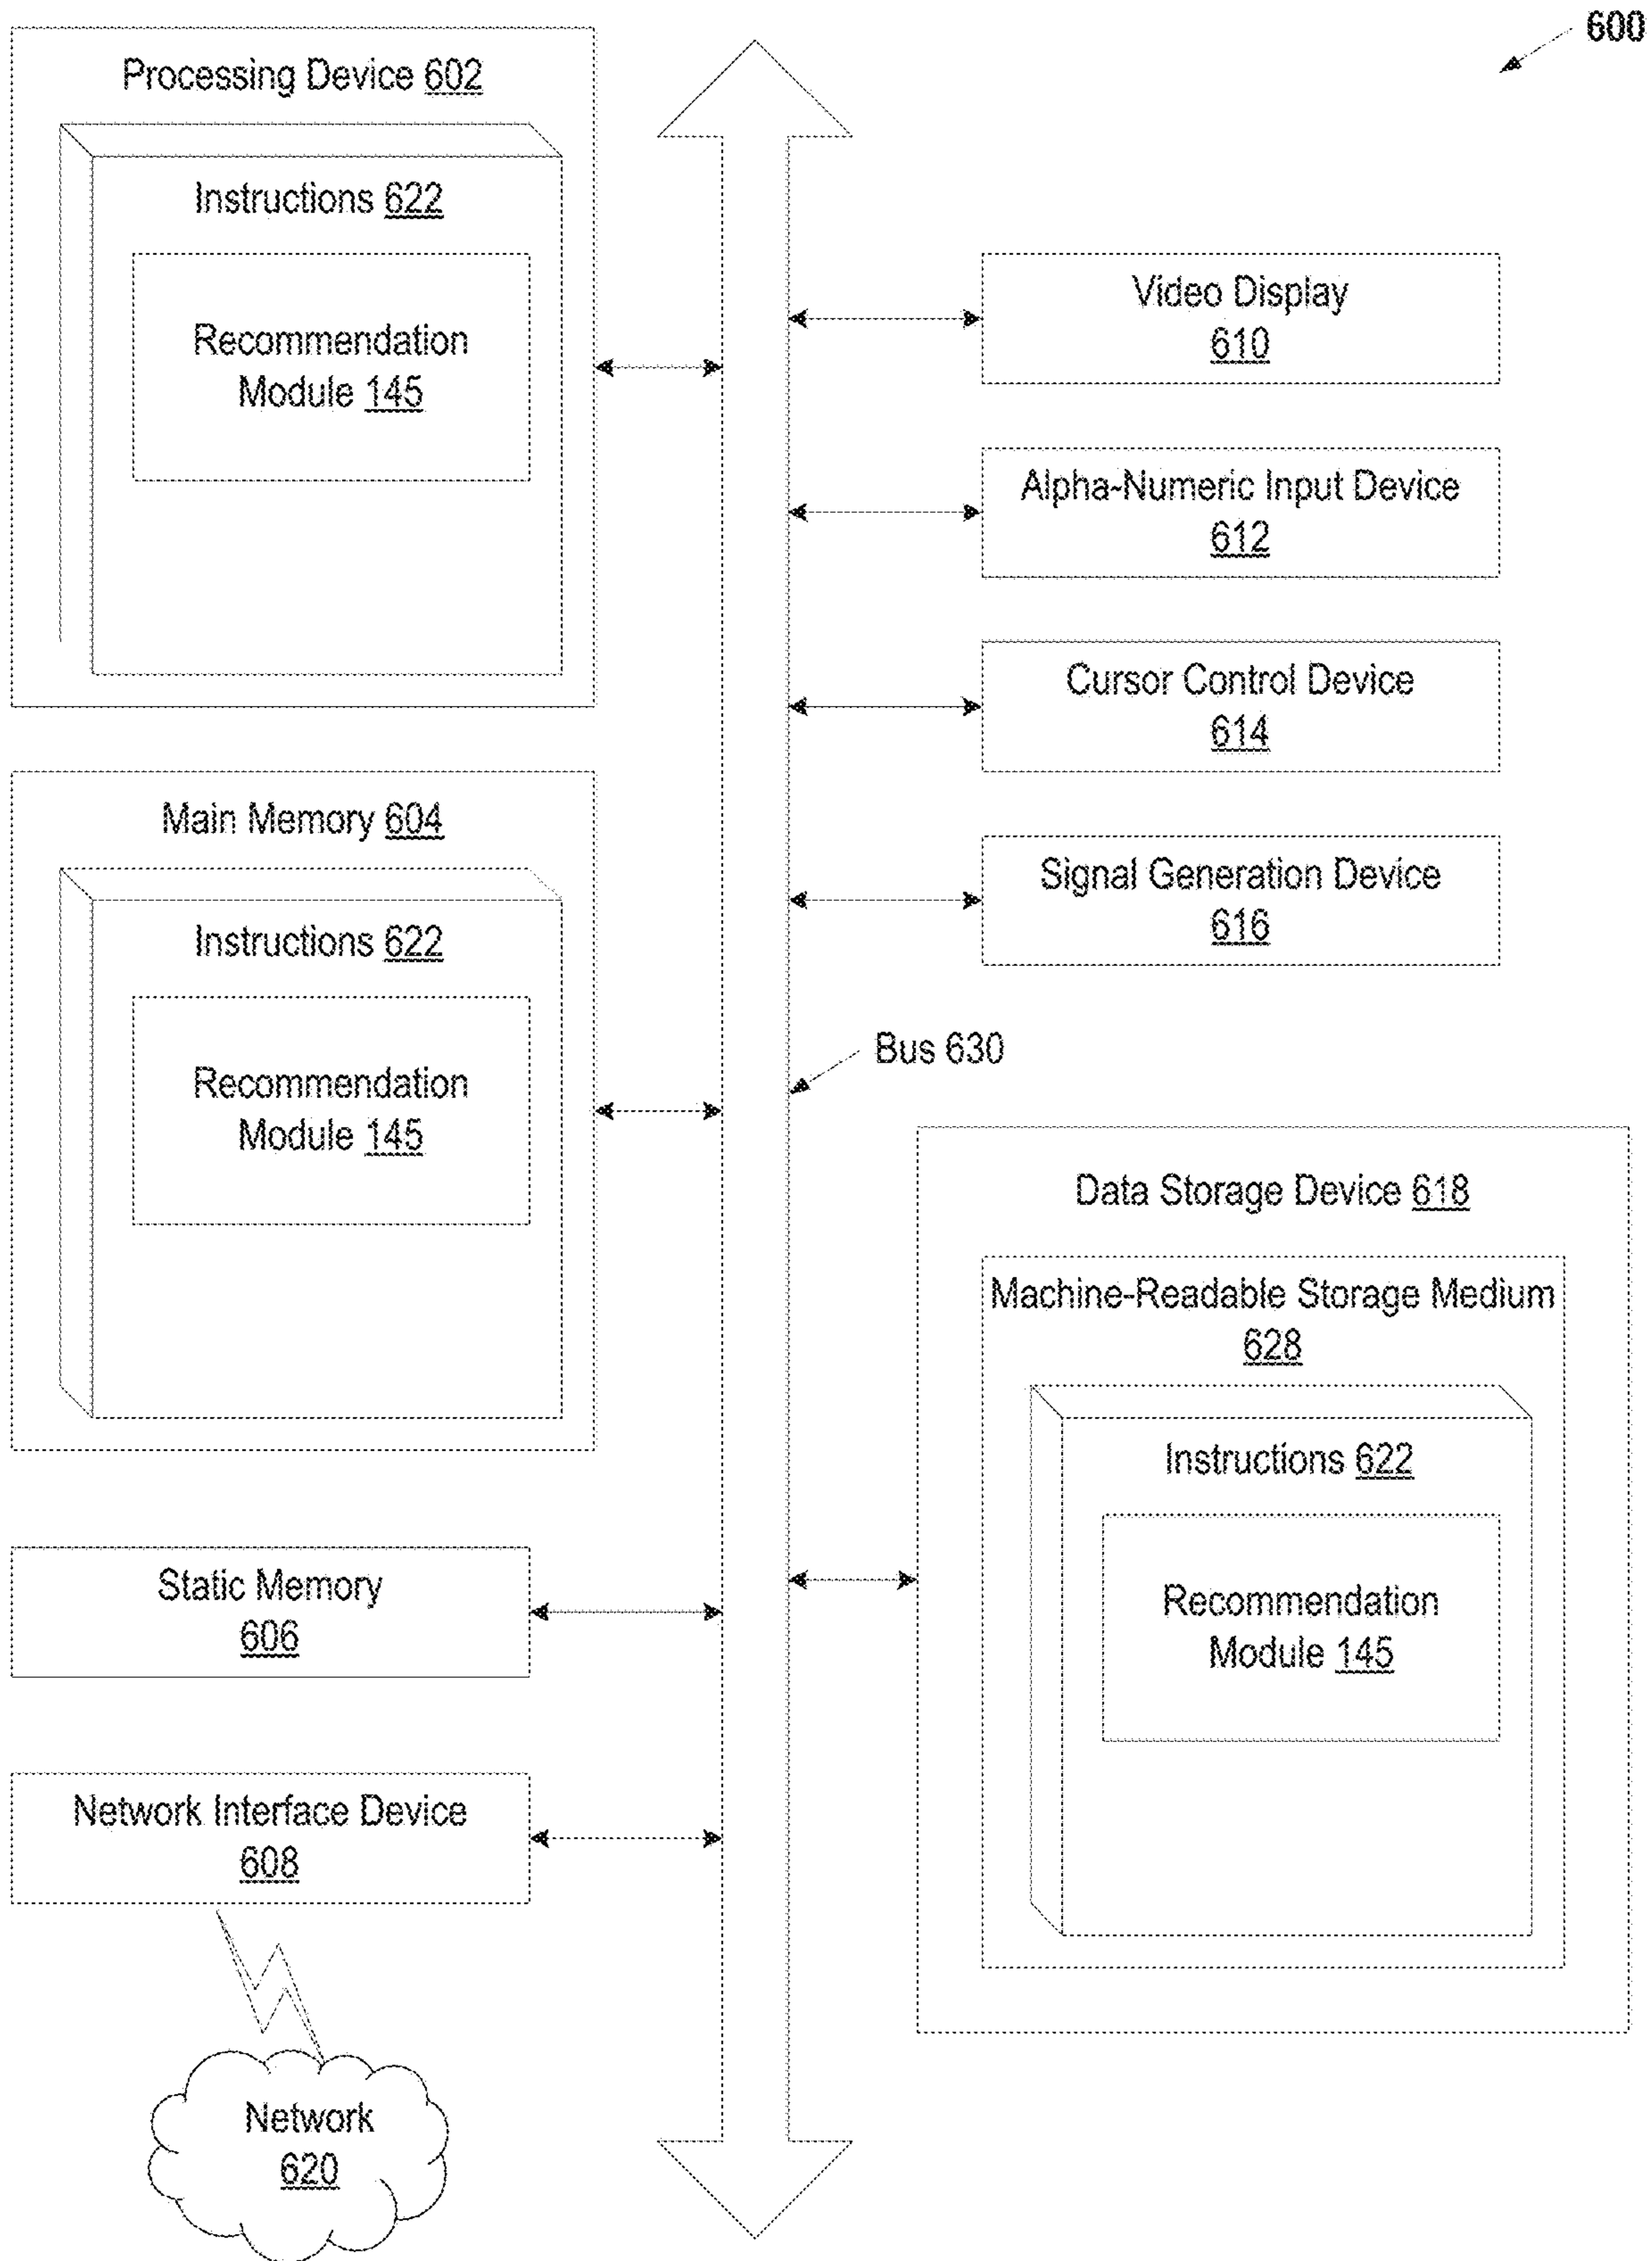 600
Processing Device 602
Instructions 622
Recommendation
Module 145
Main Memory 604
Instructions 622
Recommendation
Module 145
Static Memory
606
Network Interface Device
608
Network
620
Video Display
610
Alpha-Numeric Input Device
612
Cursor Control Device
614
Signal Generation Device
616
Bus 630
Data Storage Device 618
Machine-Readable Storage Medium
628
Instructions 622
Recommendation
Module 145